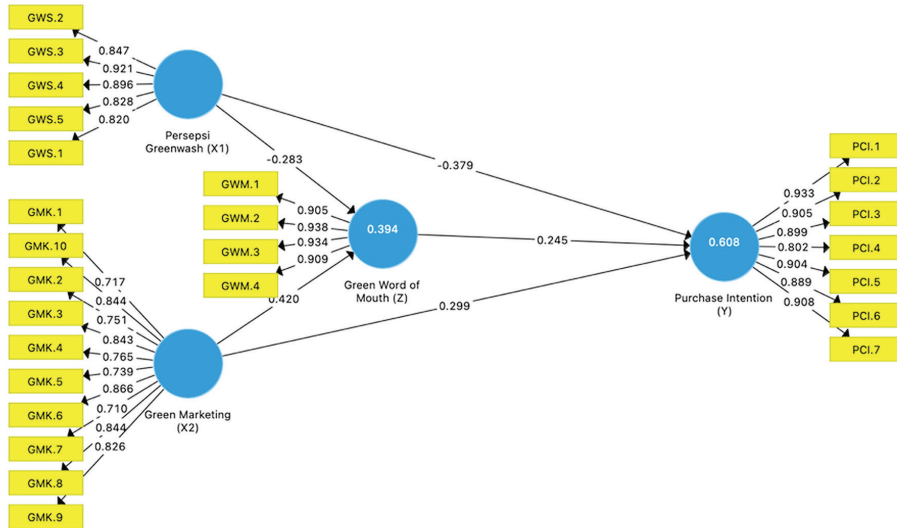 GWS.2
GWS.3
GWS.4
GWS.5
GWS.1
0.847
0.921
0.896
0.828
0.820
Persepsi
Greenwash (X1)
-0.283
-0.379
GWM.1
GWM.2
GWM.3
GWM.4
0.905
0.938
0.934
0.909
0.394
Green Word of
Mouth (Z)
0.245
0.420
0.299
GMK.1
GMK.10
GMK.2
GMK.3
GMK.4
GMK.5
GMK.6
GMK.7
GMK.8
GMK.9
0.717
0.844
0.751
0.843
0.765
0.739
0.866
0.710
0.844
0.826
Green Marketing
(X2)
0.608
Purchase Intention
(Y)
0.933
0.905
0.899
0.802
0.904
0.889
0.908
PCI.1
PCI.2
PCI.3
PCI.4
PCI.5
PCI.6
PCI.7